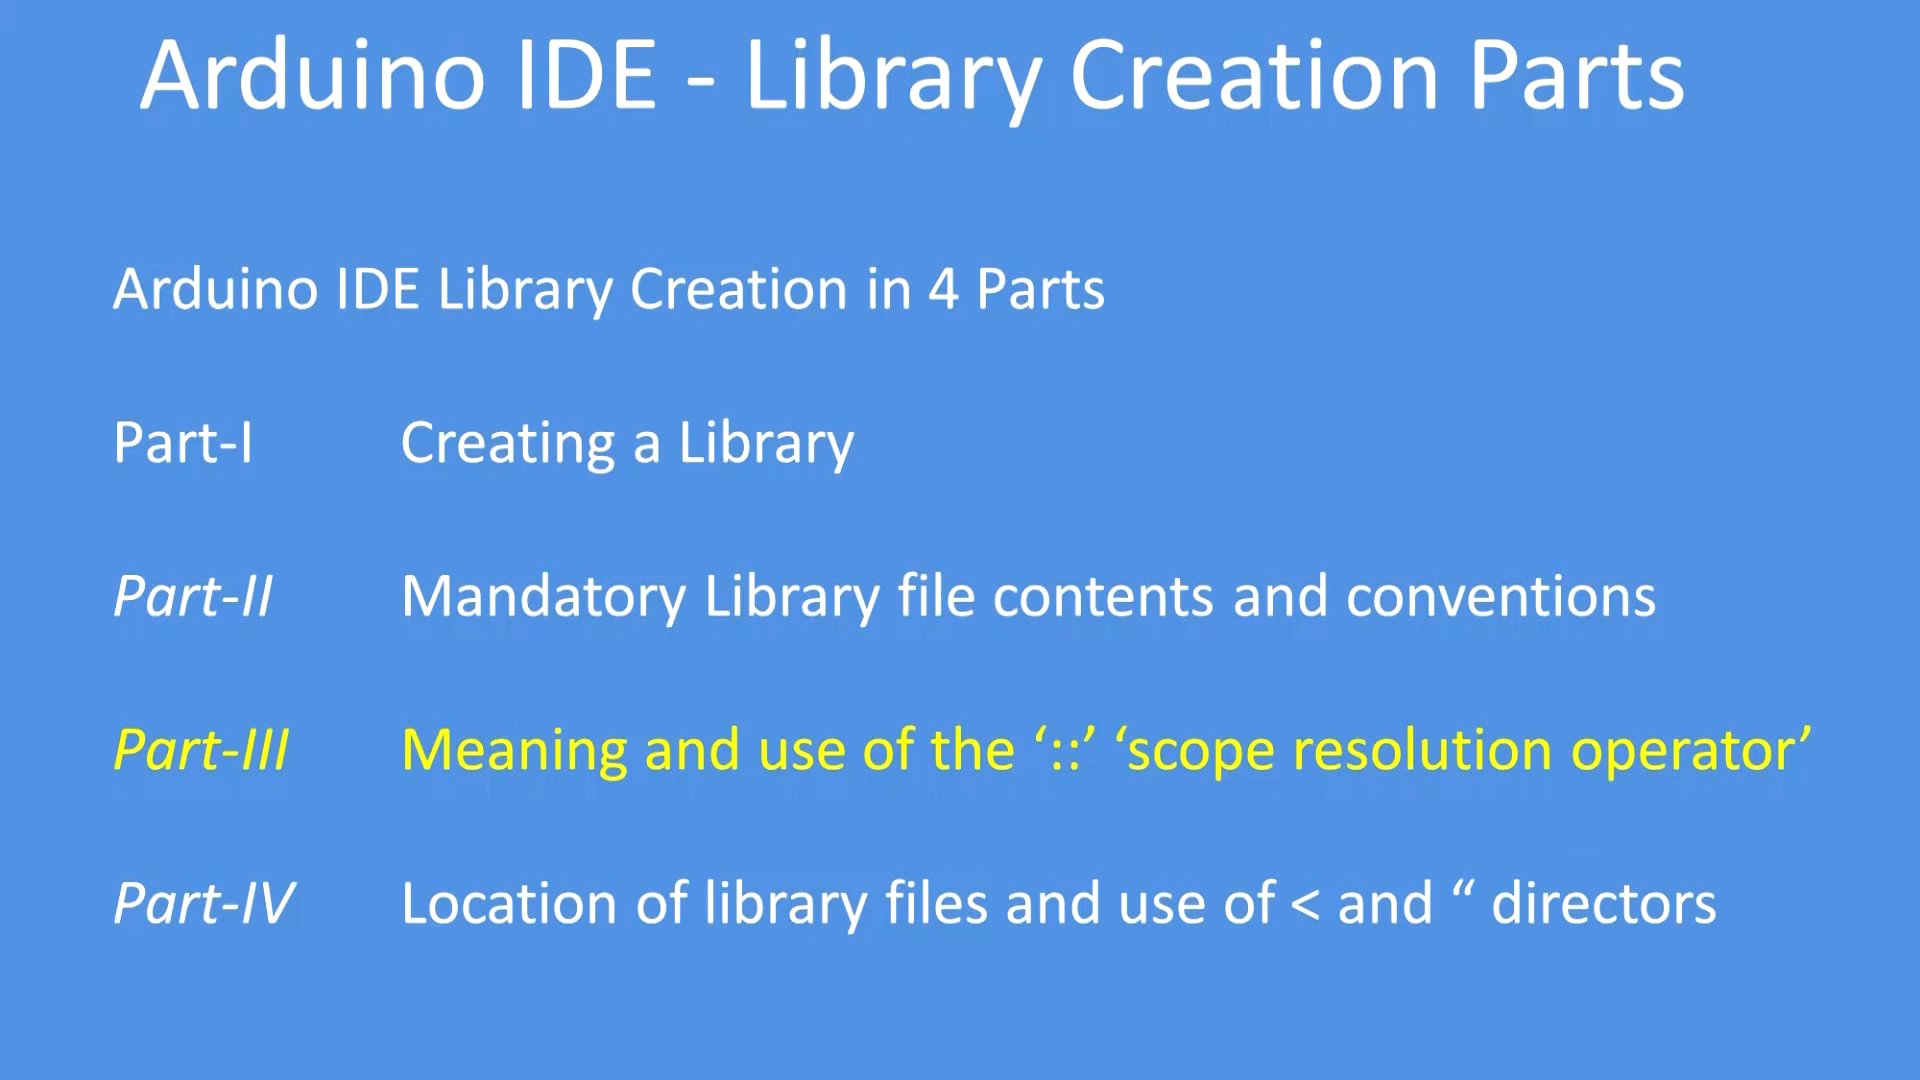 Arduino IDE - Library Creation Parts
Arduino IDE Library Creation in 4 Parts
Part-I Creating a Library
Part-II Mandatory Library file contents and conventions
Part-III Meaning and use of the ‘::’ ‘scope resolution operator’
Part-IV Location of library files and use of < and “ directors